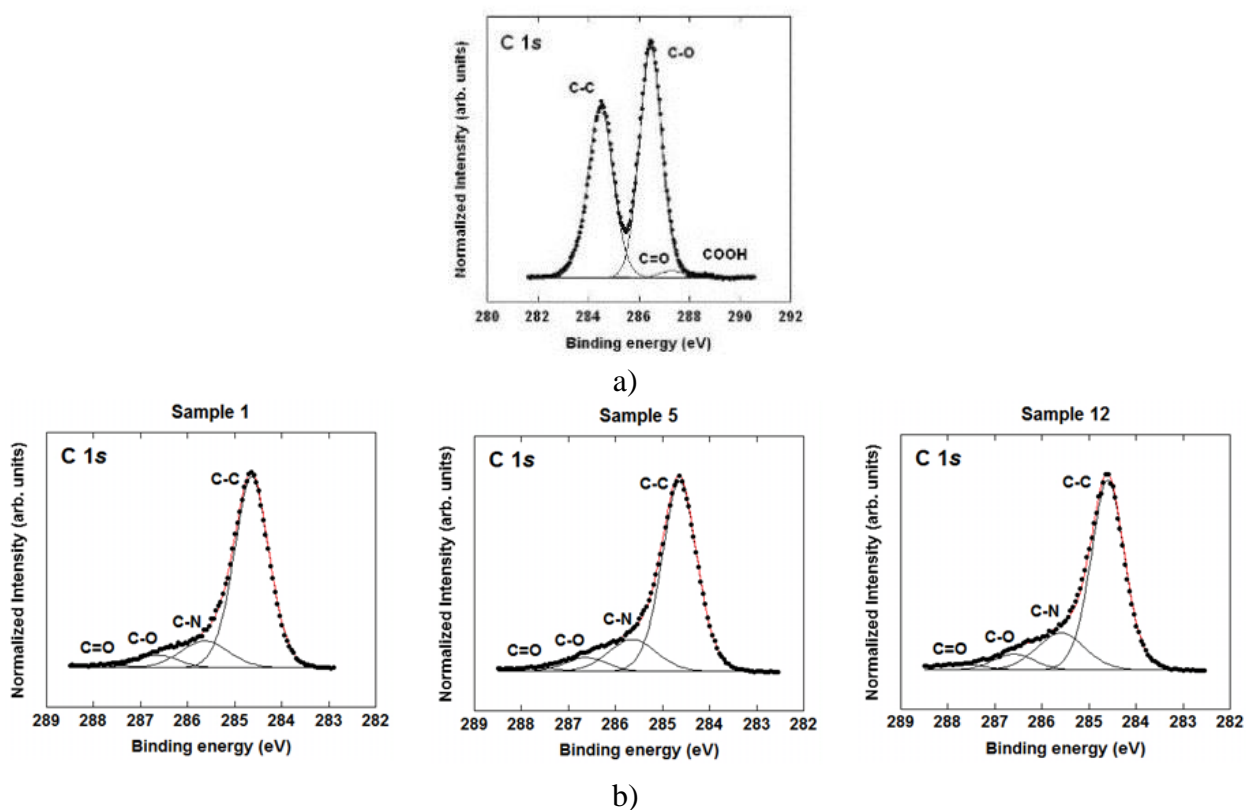 C 1s
C-O
C-C
C=O
COOH
Normalized Intensity (arb. units)
280 282 284 286 288 290 292
Binding energy (eV)
a)
Sample 1
C 1s
C-C
C-N
C-O
C=O
Normalized Intensity (arb. units)
289 288 287 286 285 284 283 282
Binding energy (eV)
Sample 5
C 1s
C-C
C-N
C-O
C=O
Normalized Intensity (arb. units)
289 288 287 286 285 284 283 282
Binding energy (eV)
Sample 12
C 1s
C-C
C-N
C-O
C=O
Normalized Intensity (arb. units)
289 288 287 286 285 284 283 282
Binding energy (eV)
b)